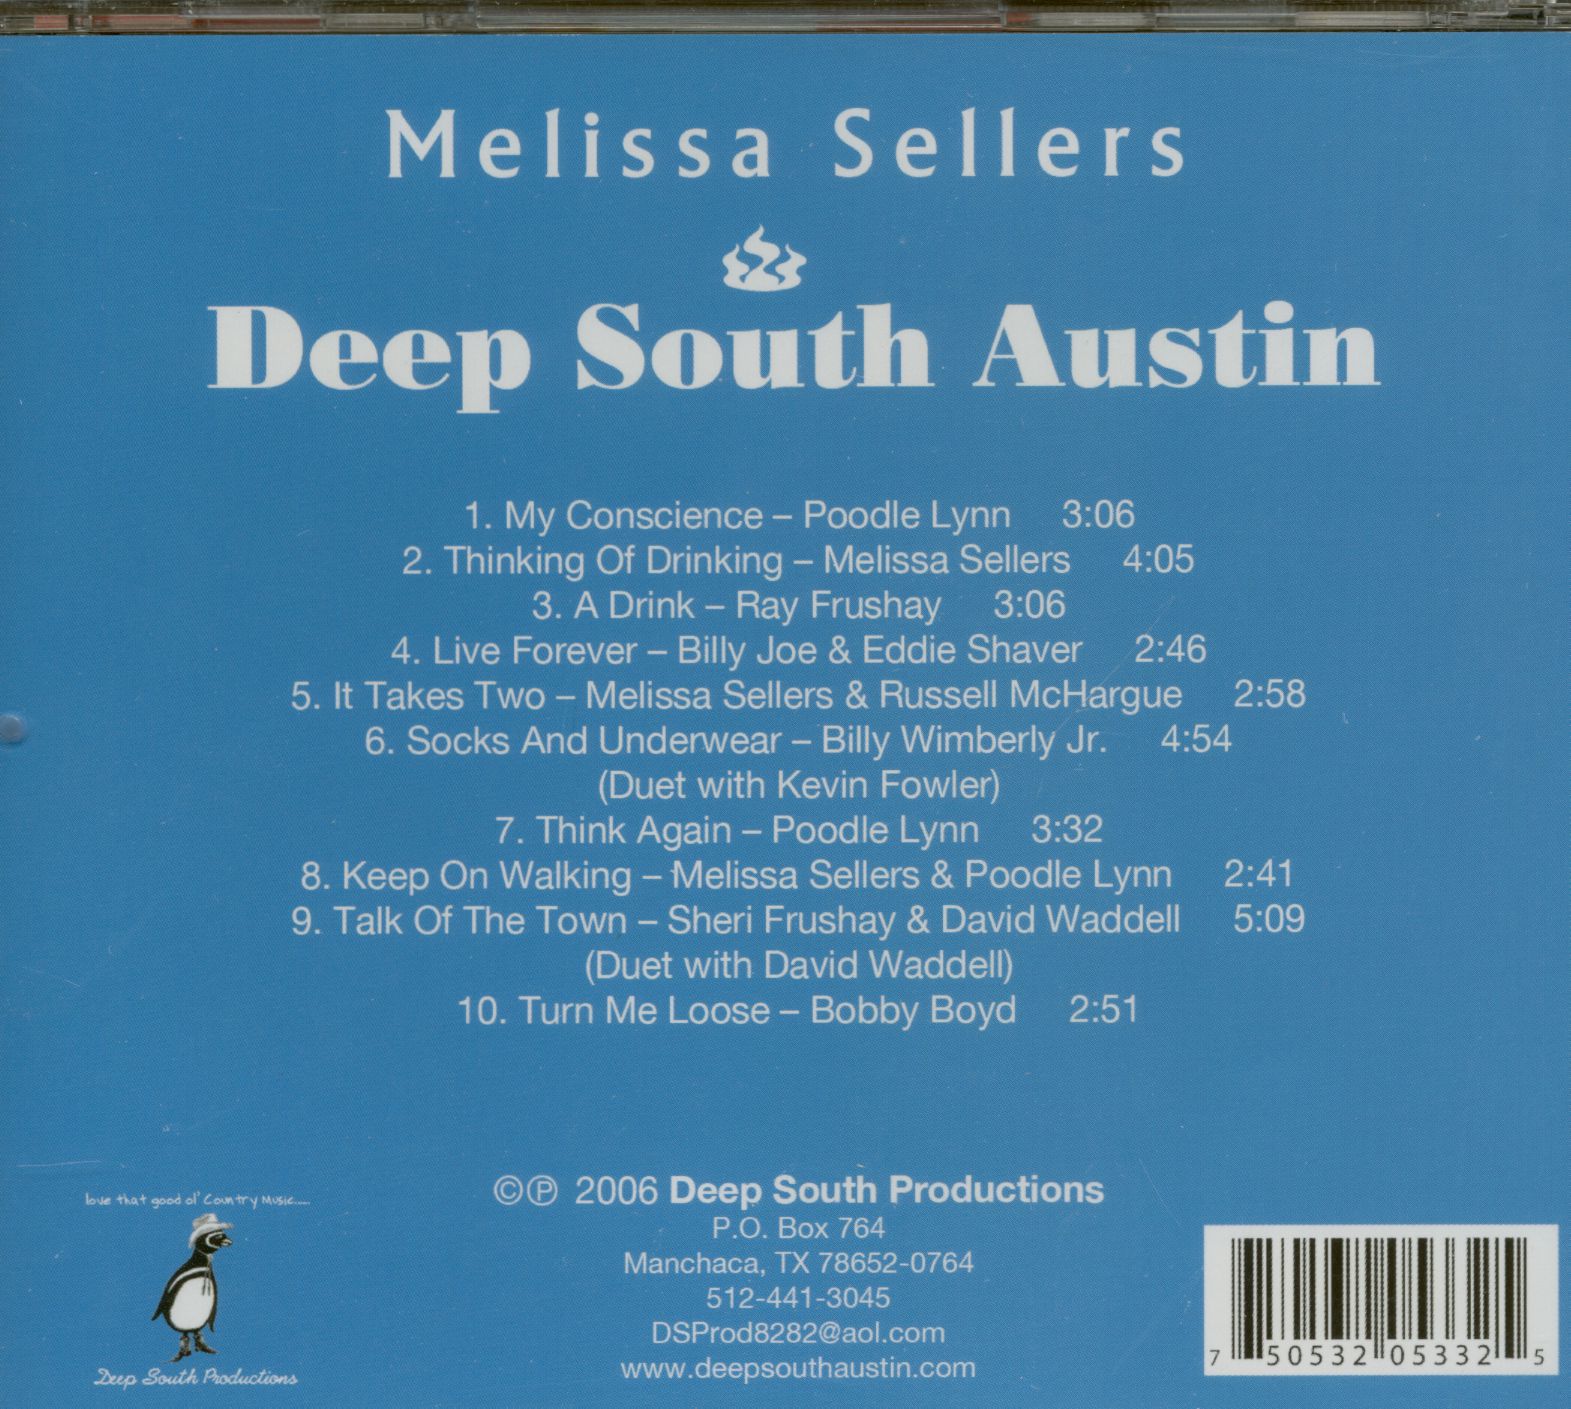 Melissa Sellers
Deep South Austin
1. My Conscience – Poodle Lynn 3:06
2. Thinking Of Drinking – Melissa Sellers 4:05
3. A Drink – Ray Frushay 3:06
4. Live Forever – Billy Joe & Eddie Shaver 2:46
5. It Takes Two – Melissa Sellers & Russell McHargue 2:58
6. Socks And Underwear – Billy Wimberly Jr. 4:54
(Duet with Kevin Fowler)
7. Think Again – Poodle Lynn 3:32
8. Keep On Walking – Melissa Sellers & Poodle Lynn 2:41
9. Talk Of The Town – Sheri Frushay & David Waddell 5:09
(Duet with David Waddell)
10. Turn Me Loose – Bobby Boyd 2:51
©℗ 2006 Deep South Productions
P.O. Box 764
Manchaca, TX 78652-0764
512-441-3045
DSProd8282@aol.com
www.deepsouthaustin.com
love that good ol' Country Music.....
Deep South Productions
7 50532 05332 5